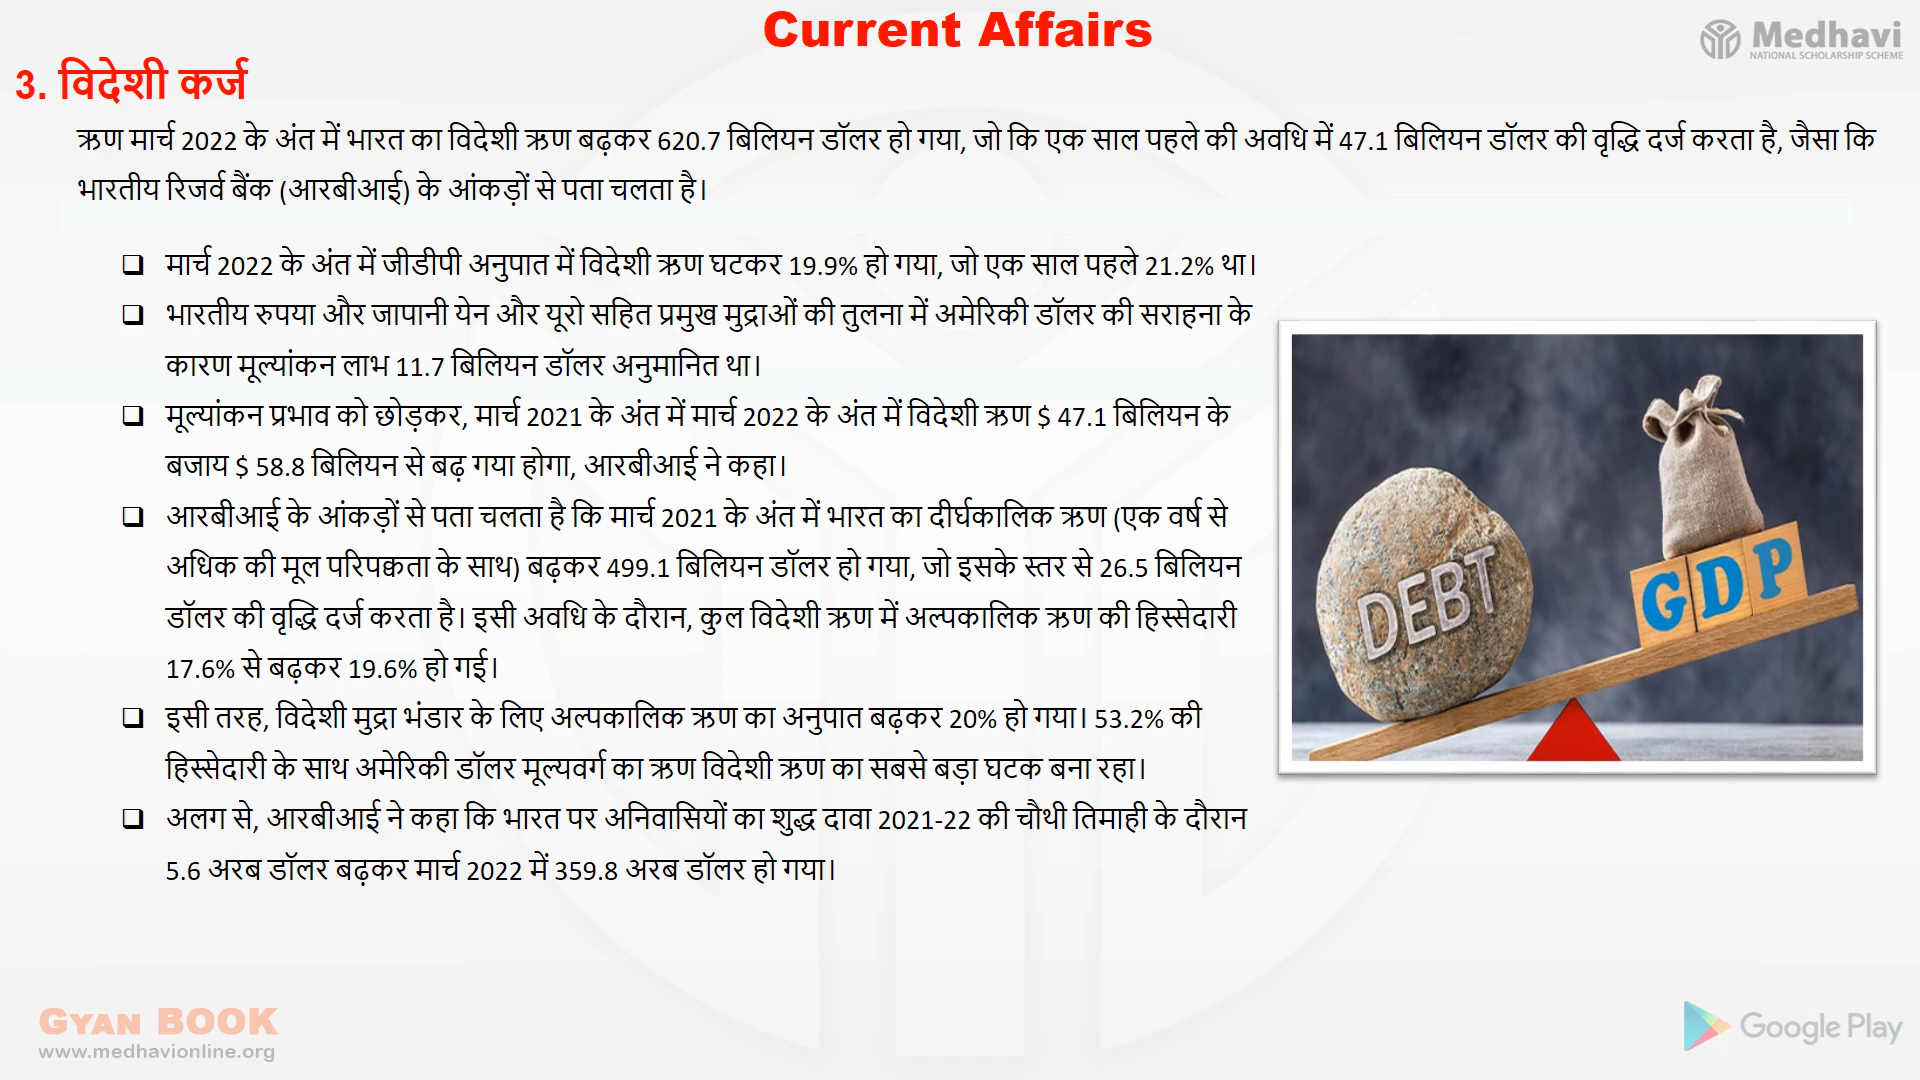 Current Affairs
Medhavi
NATIONAL SCHOLARSHIP SCHEME
3. विदेशी कर्ज
ऋण मार्च 2022 के अंत में भारत का विदेशी ऋण बढ़कर 620.7 बिलियन डॉलर हो गया, जो कि एक साल पहले की अवधि में 47.1 बिलियन डॉलर की वृद्धि दर्ज करता है, जैसा कि
भारतीय रिजर्व बैंक (आरबीआई) के आंकड़ों से पता चलता है।
❑ मार्च 2022 के अंत में जीडीपी अनुपात में विदेशी ऋण घटकर 19.9% हो गया, जो एक साल पहले 21.2% था।
❑ भारतीय रुपया और जापानी येन और यूरो सहित प्रमुख मुद्राओं की तुलना में अमेरिकी डॉलर की सराहना के
कारण मूल्यांकन लाभ 11.7 बिलियन डॉलर अनुमानित था।
❑ मूल्यांकन प्रभाव को छोड़कर, मार्च 2021 के अंत में मार्च 2022 के अंत में विदेशी ऋण $ 47.1 बिलियन के
बजाय $ 58.8 बिलियन से बढ़ गया होगा, आरबीआई ने कहा।
❑ आरबीआई के आंकड़ों से पता चलता है कि मार्च 2021 के अंत में भारत का दीर्घकालिक ऋण (एक वर्ष से
अधिक की मूल परिपक्वता के साथ) बढ़कर 499.1 बिलियन डॉलर हो गया, जो इसके स्तर से 26.5 बिलियन
डॉलर की वृद्धि दर्ज करता है। इसी अवधि के दौरान, कुल विदेशी ऋण में अल्पकालिक ऋण की हिस्सेदारी
17.6% से बढ़कर 19.6% हो गई।
❑ इसी तरह, विदेशी मुद्रा भंडार के लिए अल्पकालिक ऋण का अनुपात बढ़कर 20% हो गया। 53.2% की
हिस्सेदारी के साथ अमेरिकी डॉलर मूल्यवर्ग का ऋण विदेशी ऋण का सबसे बड़ा घटक बना रहा।
❑ अलग से, आरबीआई ने कहा कि भारत पर अनिवासियों का शुद्ध दावा 2021-22 की चौथी तिमाही के दौरान
5.6 अरब डॉलर बढ़कर मार्च 2022 में 359.8 अरब डॉलर हो गया।
DEBT
GDP
GYAN BOOK
www.medhavionline.org
Google Play